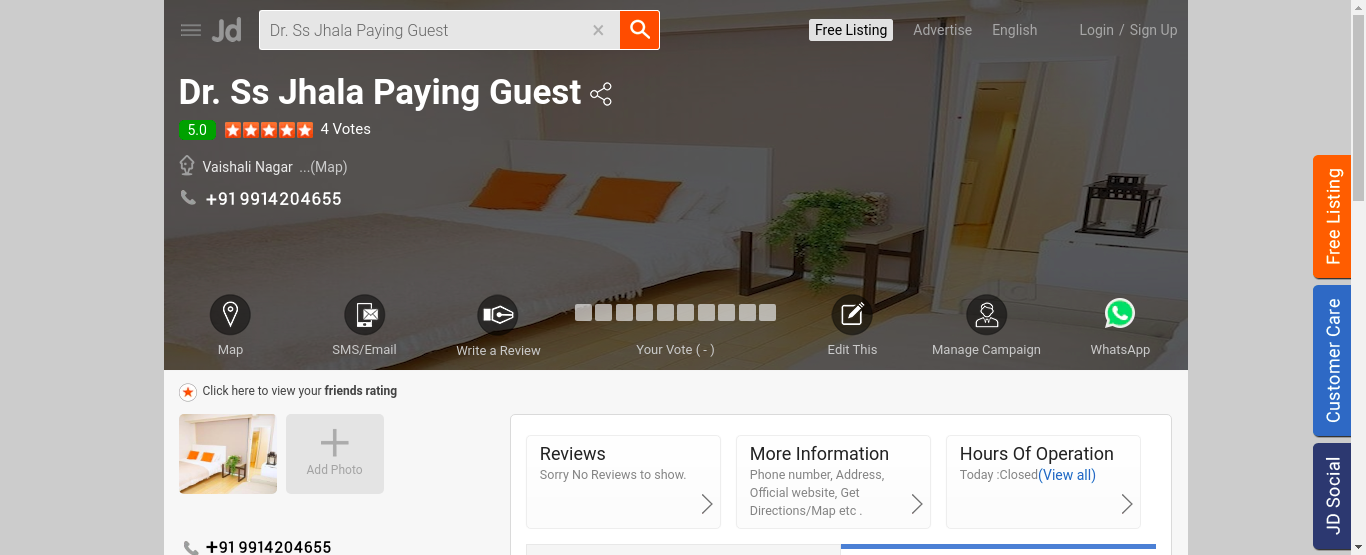 Jd
Dr. Ss Jhala Paying Guest
Free Listing
Advertise
English
Login / Sign Up
Dr. Ss Jhala Paying Guest
5.0
4 Votes
Vaishali Nagar ...(Map)
+91 9914204655
Map
SMS/Email
Write a Review
Your Vote ( - )
Edit This
Manage Campaign
WhatsApp
Free Listing
Customer Care
JD Social
Click here to view your friends rating
Add Photo
Reviews
Sorry No Reviews to show.
More Information
Phone number, Address,
Official website, Get
Directions/Map etc .
Hours Of Operation
Today :Closed(View all)
+91 9914204655